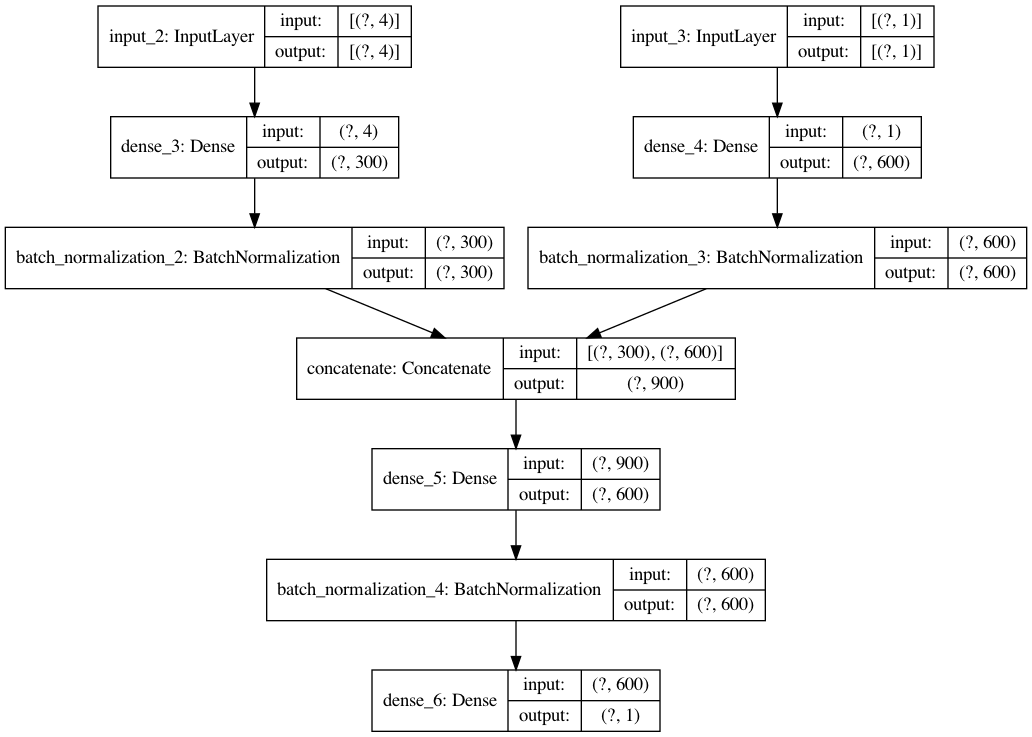 input_2: InputLayer
input:
[(?, 4)]
output:
[(?, 4)]
input_3: InputLayer
input:
[(?, 1)]
output:
[(?, 1)]
dense_3: Dense
input:
(?, 4)
output:
(?, 300)
dense_4: Dense
input:
(?, 1)
output:
(?, 600)
batch_normalization_2: BatchNormalization
input:
(?, 300)
output:
(?, 300)
batch_normalization_3: BatchNormalization
input:
(?, 600)
output:
(?, 600)
concatenate: Concatenate
input:
[(?, 300), (?, 600)]
output:
(?, 900)
dense_5: Dense
input:
(?, 900)
output:
(?, 600)
batch_normalization_4: BatchNormalization
input:
(?, 600)
output:
(?, 600)
dense_6: Dense
input:
(?, 600)
output:
(?, 1)